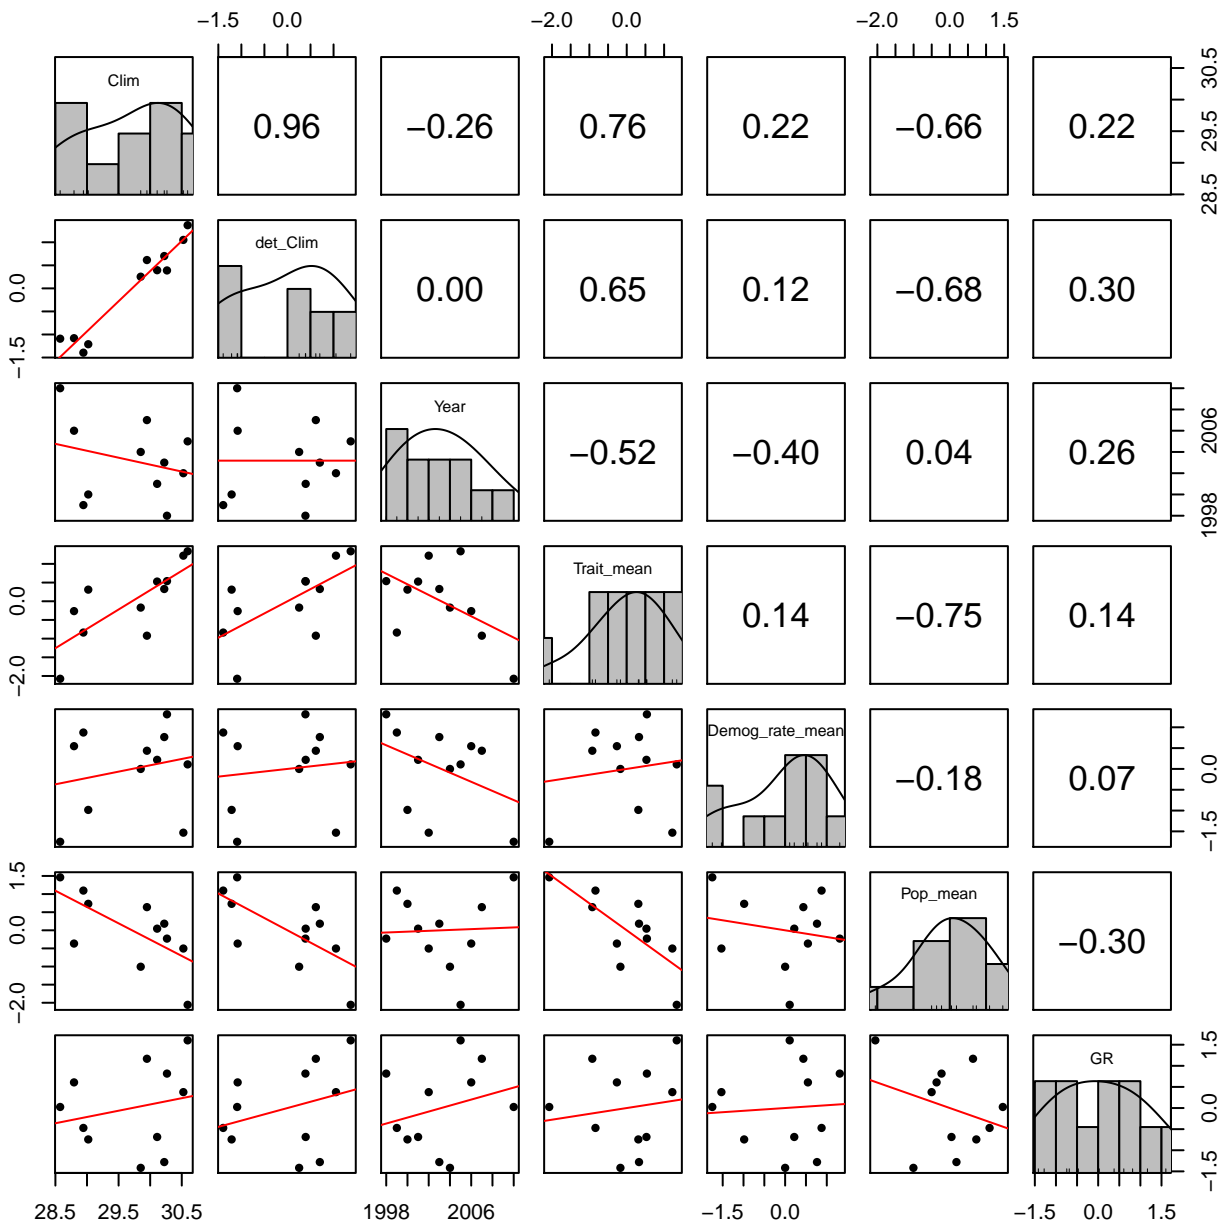 −1.5 0.0 −2.0 0.0 −2.0 0.0 1.5
Clim 0.96 −0.26 0.76 0.22 −0.66 0.22 28.5 29.5 30.5
−1.5 0.0 det_Clim 0.00 0.65 0.12 −0.68 0.30
Year −0.52 −0.40 0.04 0.26 1998 2006
−2.0 0.0 Trait_mean 0.14 −0.75 0.14
Demog_rate_mean −0.18 0.07 −1.5 0.0
−2.0 0.0 1.5 Pop_mean −0.30
GR −1.5 0.0 1.5
28.5 29.5 30.5 1998 2006 −1.5 0.0 −1.5 0.0 1.5